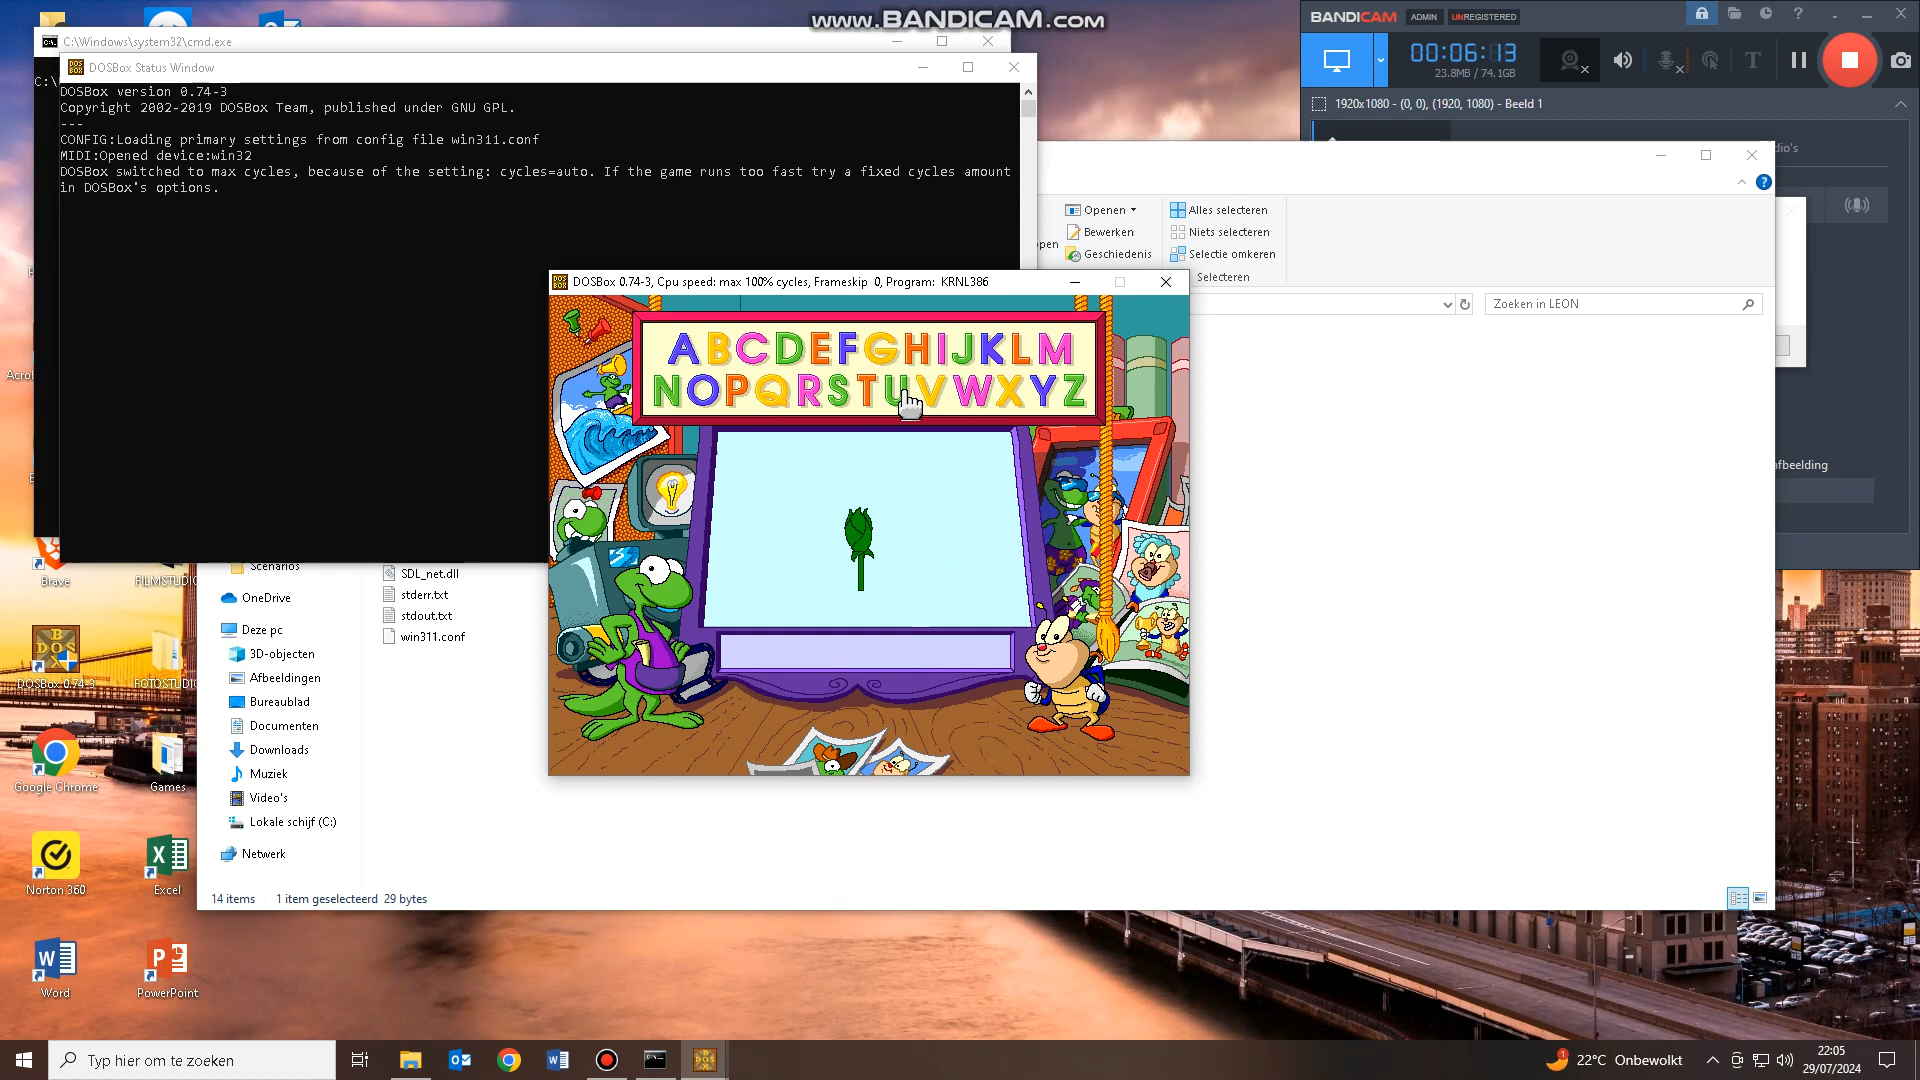 www.BANDICAM.com
C:\Windows\system32\cmd.exe
C:\
DOSBox Status Window
DOSBox version 0.74-3
Copyright 2002-2019 DOSBox Team, published under GNU GPL.
---
CONFIG:Loading primary settings from config file win311.conf
MIDI:Opened device:win32
DOSBox switched to max cycles, because of the setting: cycles=auto. If the game runs too fast try a fixed cycles amount
in DOSBox's options.
BANDICAM ADMIN UNREGISTERED
00:06:13
23.8MB / 74.1GB
1920x1080 - (0, 0), (1920, 1080) - Beeld 1
Openen
Bewerken
Geschiedenis
Alles selecteren
Niets selecteren
Selectie omkeren
Selecteren
Zoeken in LEON
DOSBox 0.74-3, Cpu speed: max 100% cycles, Frameskip 0, Program: KRNL386
ABCDEFGHIJKLM
NOPQRSTUVWXYZ
Scenarios
OneDrive
Deze pc
3D-objecten
Afbeeldingen
Bureaublad
Documenten
Downloads
Muziek
Video's
Lokale schijf (C:)
Netwerk
SDL_net.dll
stderr.txt
stdout.txt
win311.conf
14 items 1 item geselecteerd 29 bytes
Brave
DOSBox 0.74-3
Google Chrome
Games
Norton 360
Excel
Word
PowerPoint
Typ hier om te zoeken
22°C Onbewolkt
22:05
29/07/2024